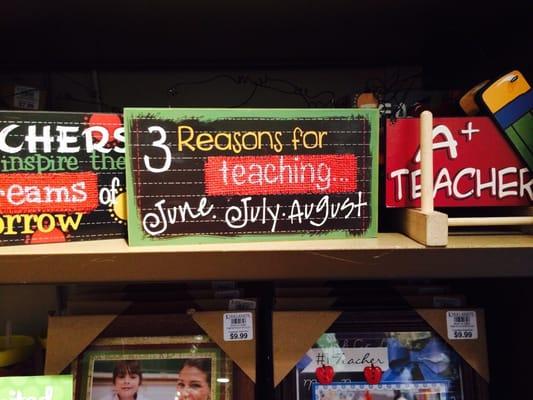 CHERS
inspire the
REAMS of
orrow
3 Reasons for
teaching...
June. July. August
A+
TEACHER
$9.99
$9.99
#1 TEACHER